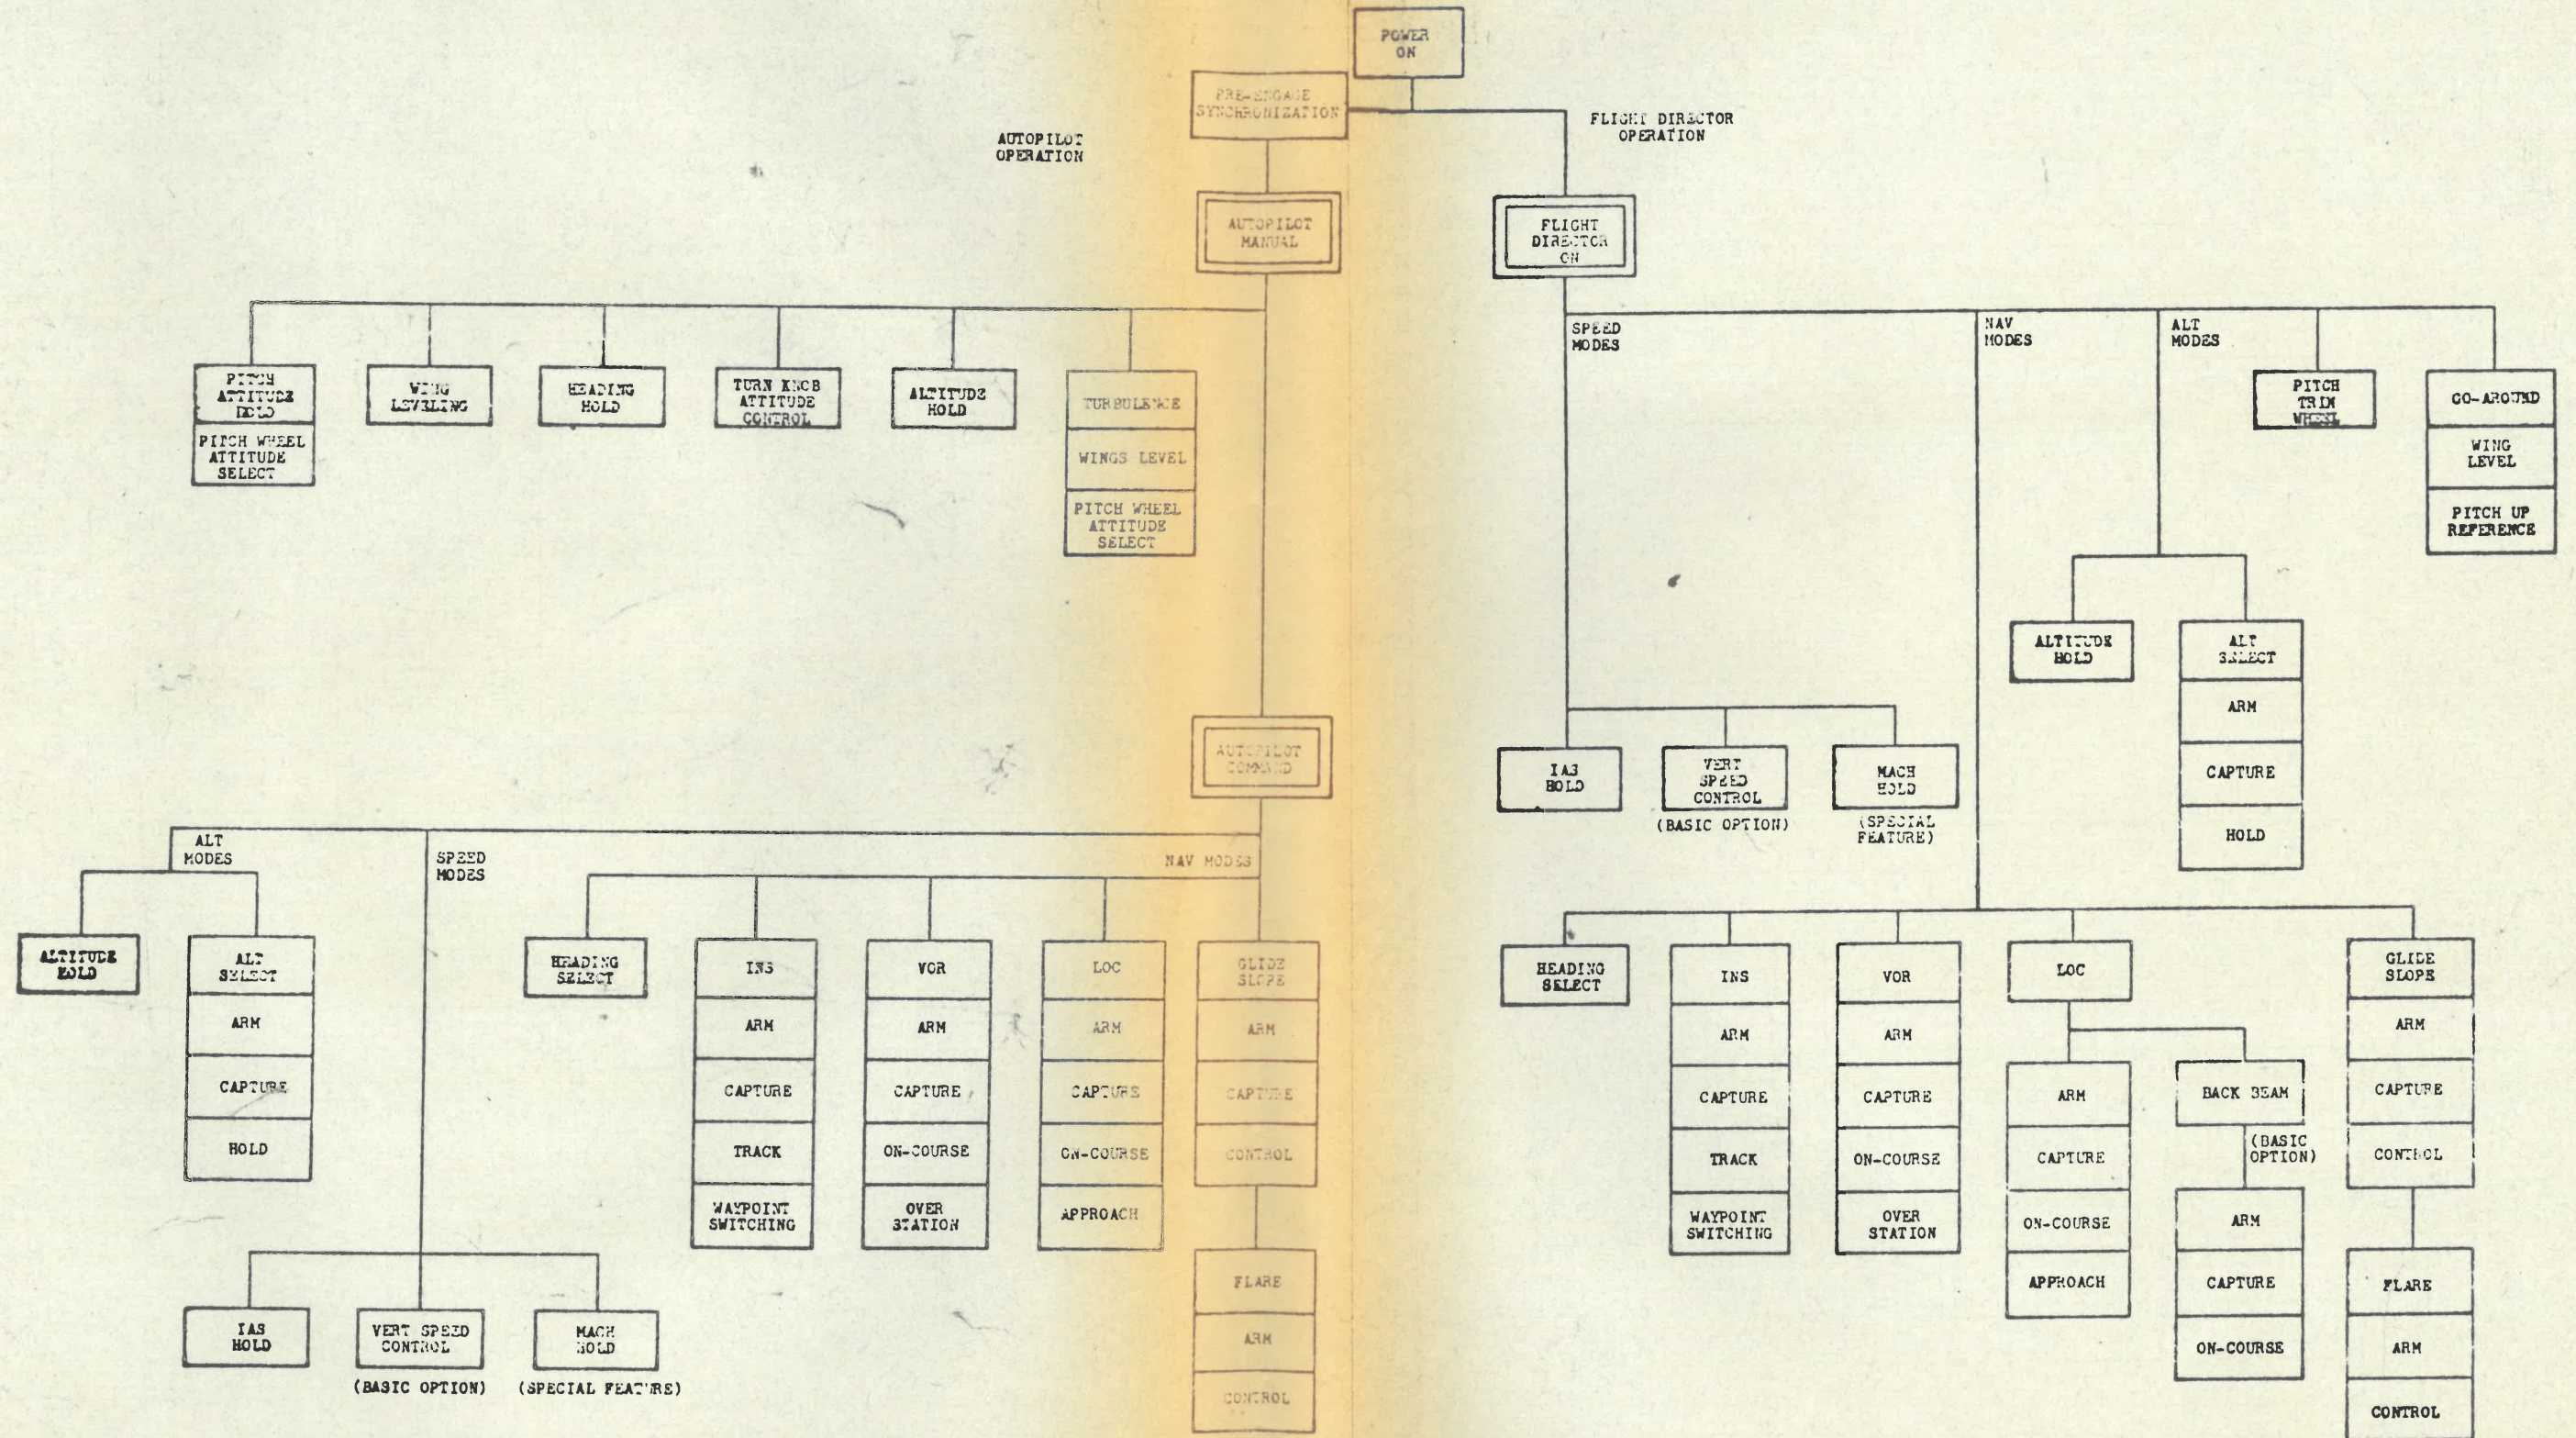 POWER
ON
PRE-ENGAGE
SYNCHRONIZATION
AUTOPILOT
OPERATION
FLIGHT DIRECTOR
OPERATION
AUTOPILOT
MANUAL
FLIGHT
DIRECTOR
ON
PITCH
ATTITUDE
HOLD
PITCH WHEEL
ATTITUDE
SELECT
WING
LEVELING
HEADING
HOLD
TURN KNOB
ATTITUDE
CONTROL
ALTITUDE
HOLD
TURBULENCE
WINGS LEVEL
PITCH WHEEL
ATTITUDE
SELECT
SPEED
MODES
NAV
MODES
ALT
MODES
PITCH
TRIM
WHEEL
GO-AROUND
WING
LEVEL
PITCH UP
REFERENCE
ALTITUDE
HOLD
ALT
SELECT
ARM
CAPTURE
HOLD
AUTOPILOT
COMMAND
IAS
HOLD
VERT
SPEED
CONTROL
(BASIC OPTION)
MACH
HOLD
(SPECIAL
FEATURE)
ALT
MODES
SPEED
MODES
NAV MODES
ALTITUDE
HOLD
ALT
SELECT
ARM
CAPTURE
HOLD
HEADING
SELECT
INS
ARM
CAPTURE
TRACK
WAYPOINT
SWITCHING
VOR
ARM
CAPTURE
ON-COURSE
OVER
STATION
LOC
ARM
CAPTURE
ON-COURSE
APPROACH
GLIDE
SLOPE
ARM
CAPTURE
CONTROL
FLARE
ARM
CONTROL
IAS
HOLD
VERT SPEED
CONTROL
(BASIC OPTION)
MACH
HOLD
(SPECIAL FEATURE)
HEADING
SELECT
INS
ARM
CAPTURE
TRACK
WAYPOINT
SWITCHING
VOR
ARM
CAPTURE
ON-COURSE
OVER
STATION
LOC
ARM
CAPTURE
ON-COURSE
APPROACH
BACK BEAM
(BASIC
OPTION)
ARM
CAPTURE
ON-COURSE
GLIDE
SLOPE
ARM
CAPTURE
CONTROL
FLARE
ARM
CONTROL